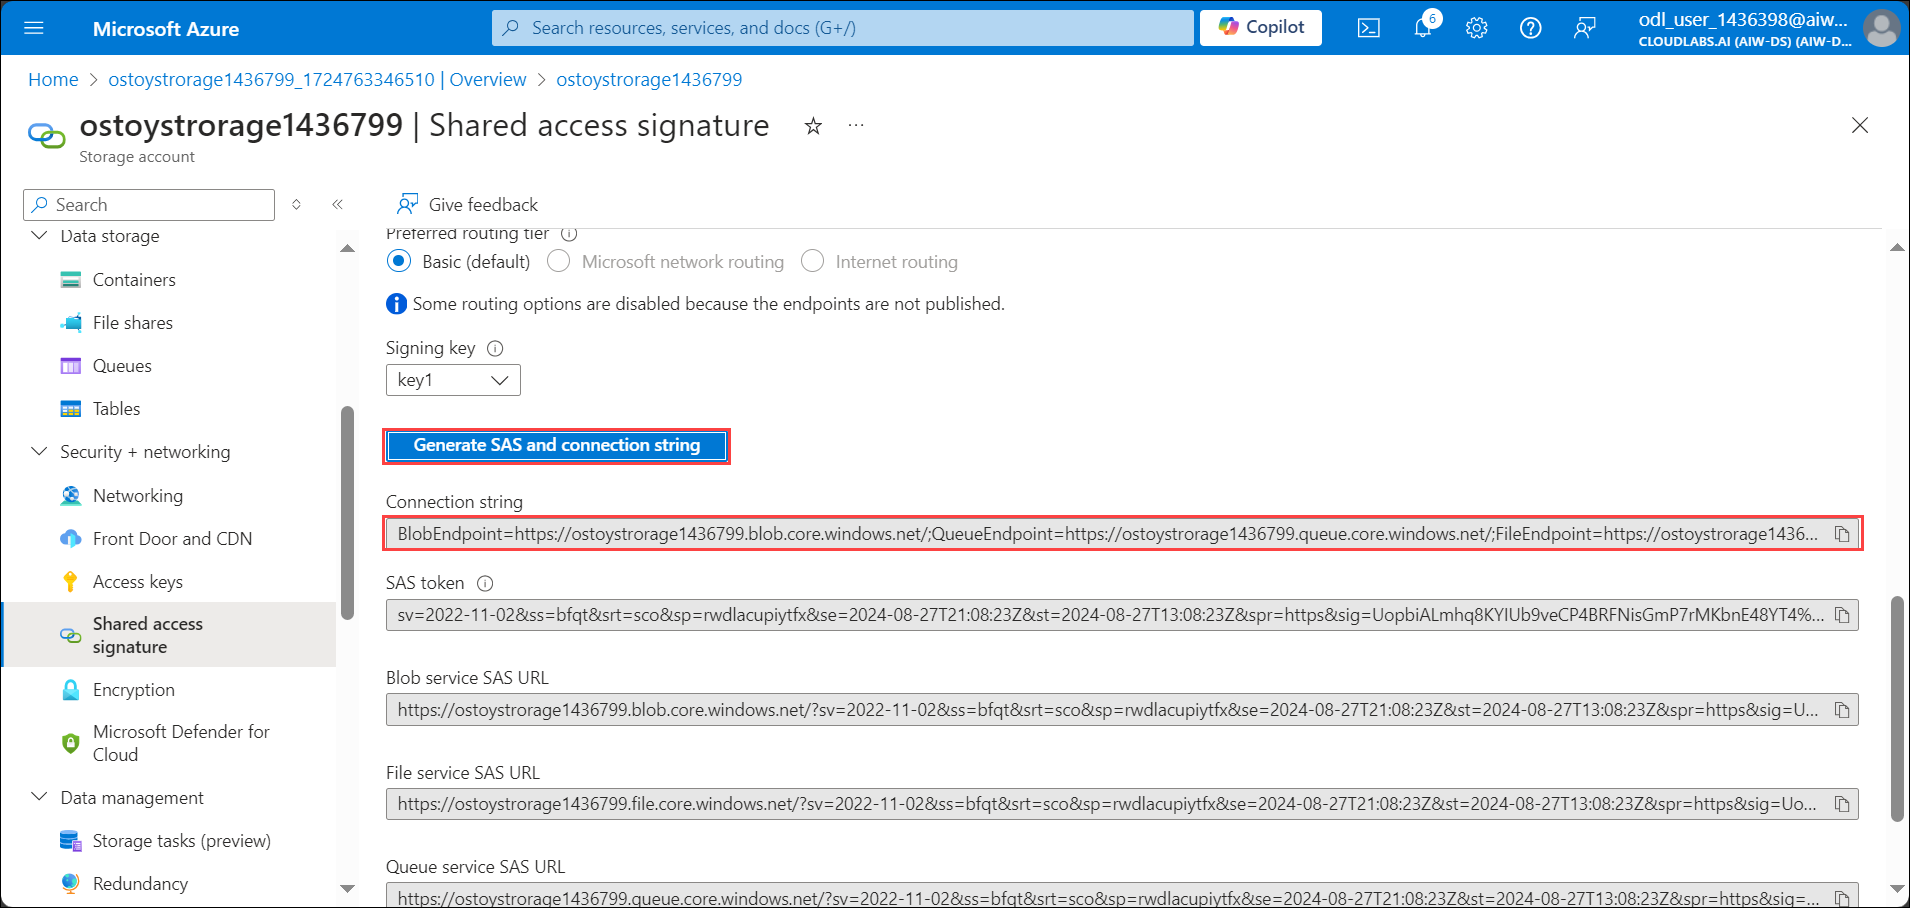 Microsoft Azure
Search resources, services, and docs (G+/)
Copilot
6
odl_user_1436398@aiw...
CLOUDLABS.AI (AIW-DS) (AIW-D...
Home > ostoystrorage1436799_1724763346510 | Overview > ostoystrorage1436799
ostoystrorage1436799 | Shared access signature
Storage account
Search
Give feedback
Data storage
Containers
File shares
Queues
Tables
Security + networking
Networking
Front Door and CDN
Access keys
Shared access
signature
Encryption
Microsoft Defender for
Cloud
Data management
Storage tasks (preview)
Redundancy
Preferred routing tier
Basic (default) Microsoft network routing Internet routing
Some routing options are disabled because the endpoints are not published.
Signing key
key1
Generate SAS and connection string
Connection string
BlobEndpoint=https://ostoystrorage1436799.blob.core.windows.net/;QueueEndpoint=https://ostoystrorage1436799.queue.core.windows.net/;FileEndpoint=https://ostoystrorage1436...
SAS token
sv=2022-11-02&ss=bfqt&srt=sco&sp=rwdlacupiytfx&se=2024-08-27T21:08:23Z&st=2024-08-27T13:08:23Z&spr=https&sig=UopbiALmhq8KYIUb9veCP4BRFNisGmP7rMKbnE48YT4%...
Blob service SAS URL
https://ostoystrorage1436799.blob.core.windows.net/?sv=2022-11-02&ss=bfqt&srt=sco&sp=rwdlacupiytfx&se=2024-08-27T21:08:23Z&st=2024-08-27T13:08:23Z&spr=https&sig=U...
File service SAS URL
https://ostoystrorage1436799.file.core.windows.net/?sv=2022-11-02&ss=bfqt&srt=sco&sp=rwdlacupiytfx&se=2024-08-27T21:08:23Z&st=2024-08-27T13:08:23Z&spr=https&sig=Uo...
Queue service SAS URL
https://ostoystrorage1436799.queue.core.windows.net/?sv=2022-11-02&ss=bfqt&srt=sco&sp=rwdlacupiytfx&se=2024-08-27T21:08:23Z&st=2024-08-27T13:08:23Z&spr=https&sig=...